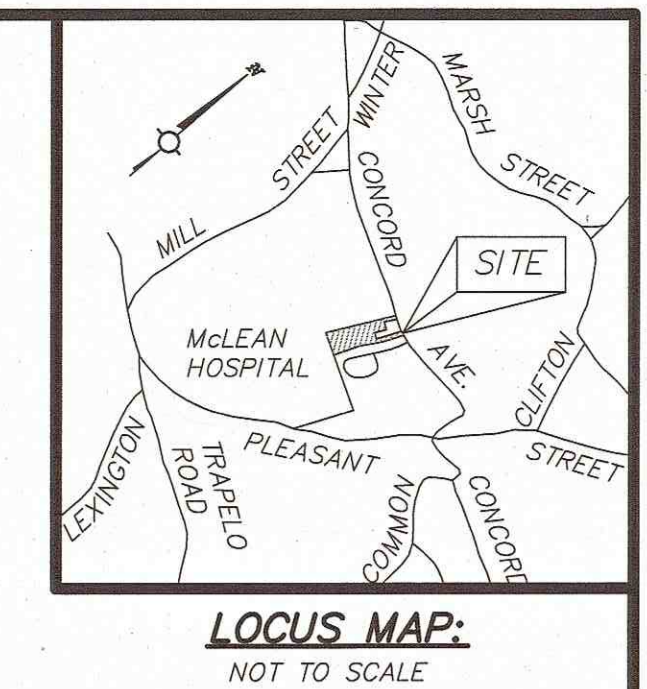 N
WINTER
STREET
MARSH
STREET
CONCORD
AVE.
MILL
SITE
McLEAN
HOSPITAL
CLIFTON
PLEASANT
STREET
LEXINGTON
TRAPELO
ROAD
COMMON
CONCORD
LOCUS MAP:
NOT TO SCALE